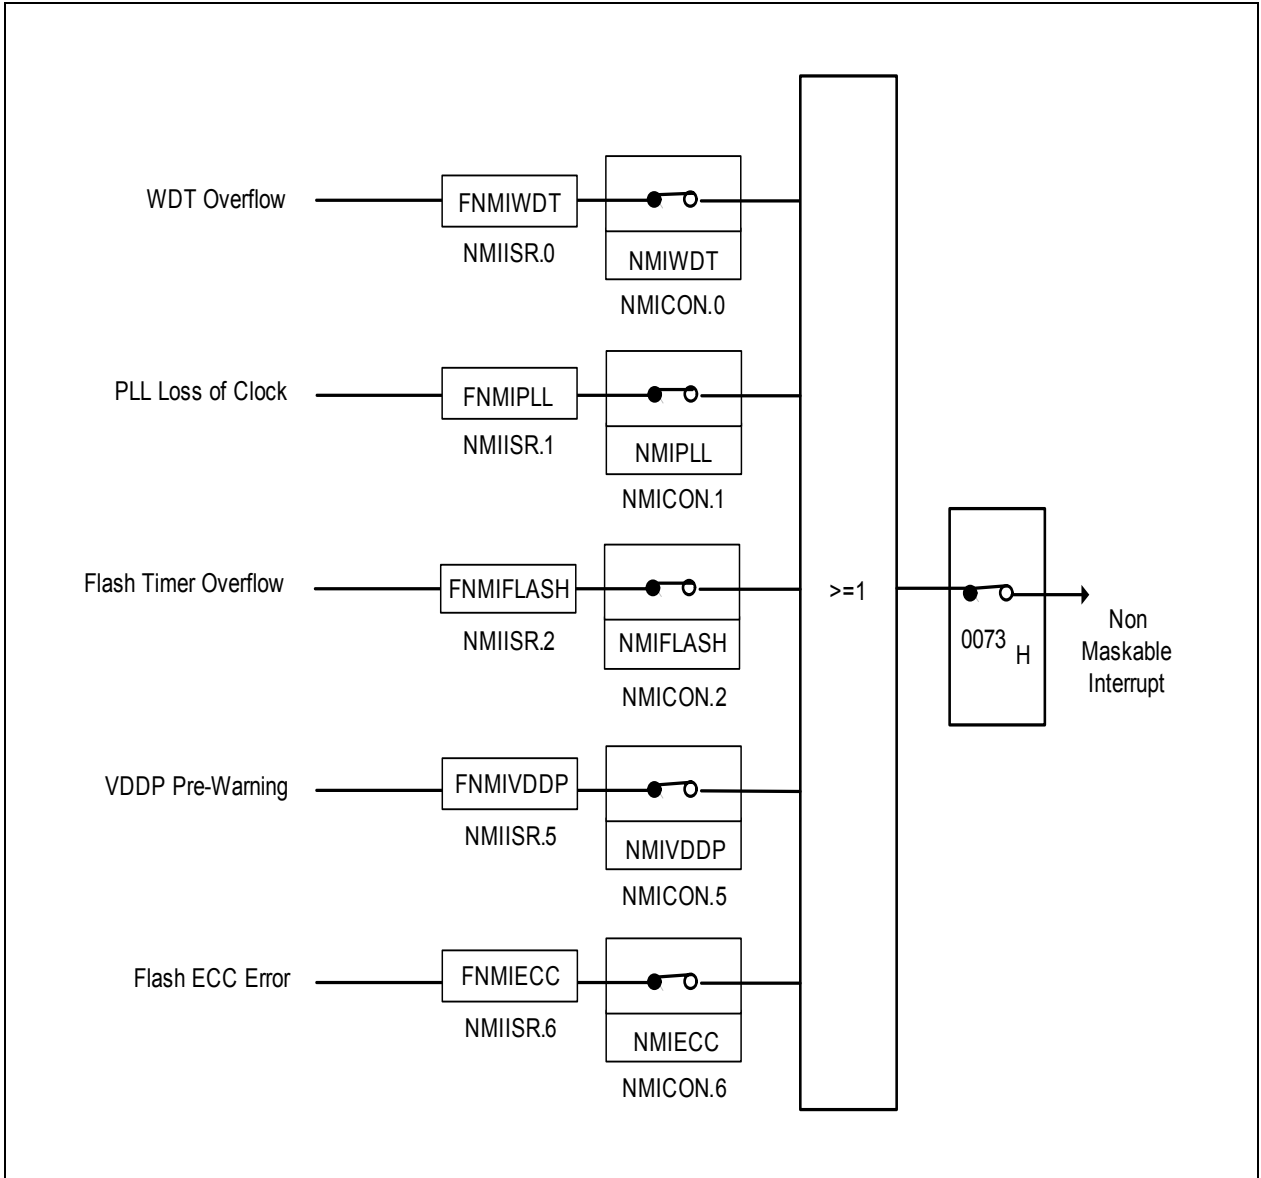 WDT Overflow
FNMIWDT
NMIISR.0
NMIWDT
NMICON.0
PLL Loss of Clock
FNMIPLL
NMIISR.1
NMIPLL
NMICON.1
Flash Timer Overflow
FNMIFLASH
NMIISR.2
NMIFLASH
NMICON.2
VDDP Pre-Warning
FNMIVDDP
NMIISR.5
NMIVDDP
NMICON.5
Flash ECC Error
FNMIECC
NMIISR.6
NMIECC
NMICON.6
>=1
0073 H
Non
Maskable
Interrupt